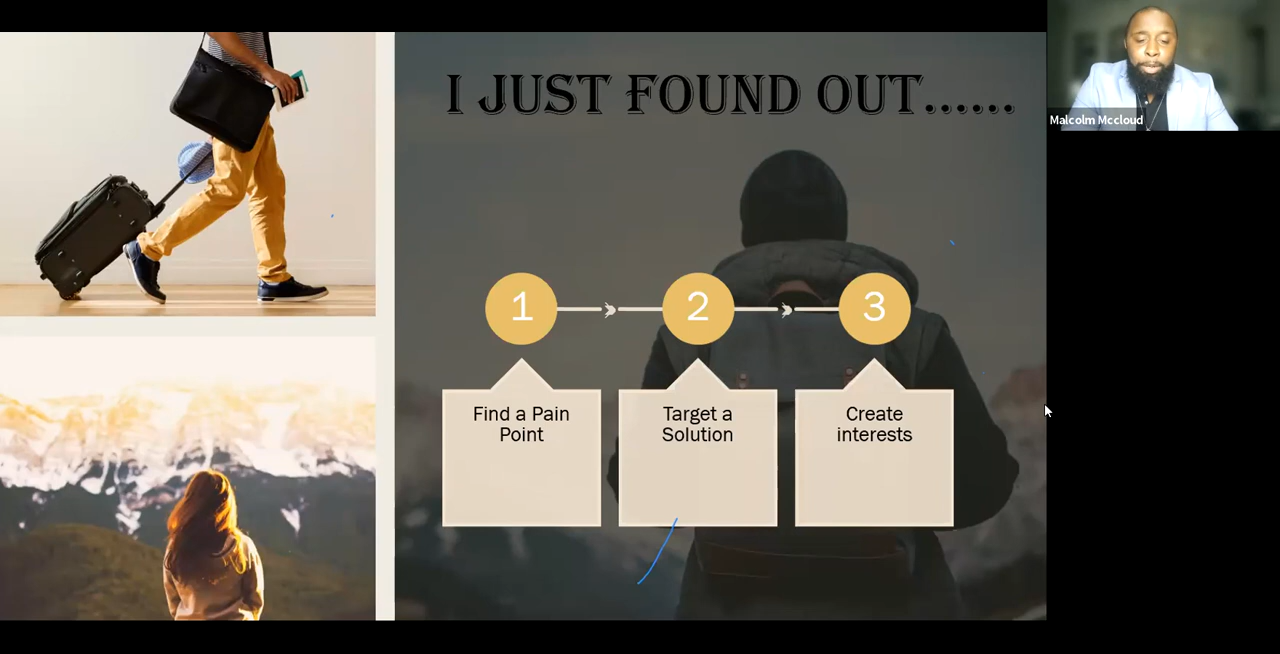 I JUST FOUND OUT......
Malcolm Mccloud
1
2
3
Find a Pain
Point
Target a
Solution
Create
interests